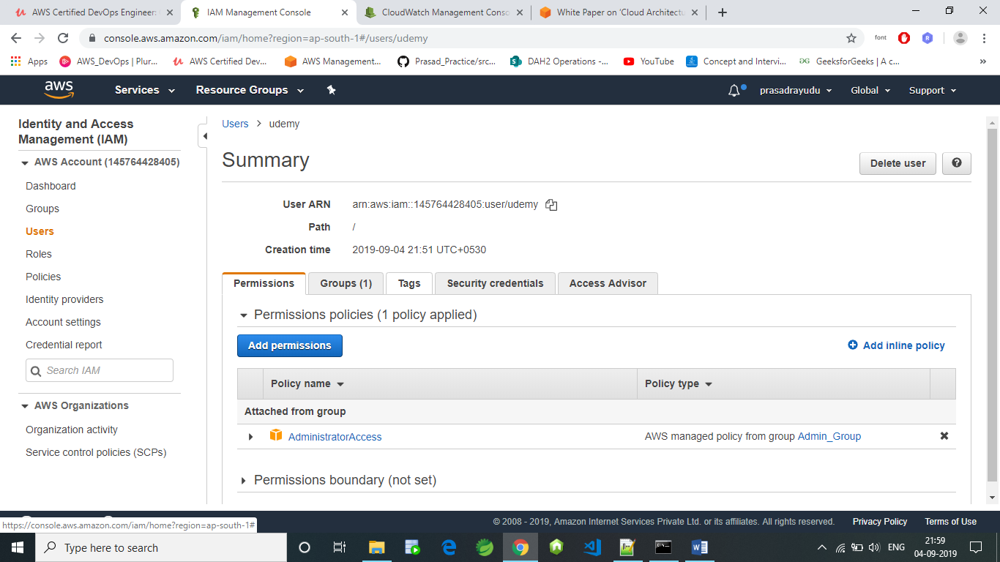 AWS Certified DevOps Engineer:
IAM Management Console
CloudWatch Management Conso
White Paper on 'Cloud Architectu
console.aws.amazon.com/iam/home?region=ap-south-1#/users/udemy
font
R
Apps
AWS_DevOps | Plur...
AWS Certified Dev...
AWS Management...
Prasad_Practice/src...
DAH2 Operations -...
YouTube
Concept and Intervi...
GeeksforGeeks | A c...
aws
Services
Resource Groups
prasadrayudu
Global
Support
Identity and Access
Management (IAM)
AWS Account (145764428405)
Dashboard
Groups
Users
Roles
Policies
Identity providers
Account settings
Credential report
Search IAM
AWS Organizations
Organization activity
Service control policies (SCPs)
Users > udemy
Summary
Delete user
User ARN arn:aws:iam::145764428405:user/udemy
Path /
Creation time 2019-09-04 21:51 UTC+0530
Permissions
Groups (1)
Tags
Security credentials
Access Advisor
Permissions policies (1 policy applied)
Add permissions
Add inline policy
Policy name
Policy type
Attached from group
AdministratorAccess
AWS managed policy from group Admin_Group
Permissions boundary (not set)
https://console.aws.amazon.com/iam/home?region=ap-south-1#
© 2008 - 2019, Amazon Internet Services Private Ltd. or its affiliates. All rights reserved.
Privacy Policy
Terms of Use
Type here to search
ENG
21:59
04-09-2019